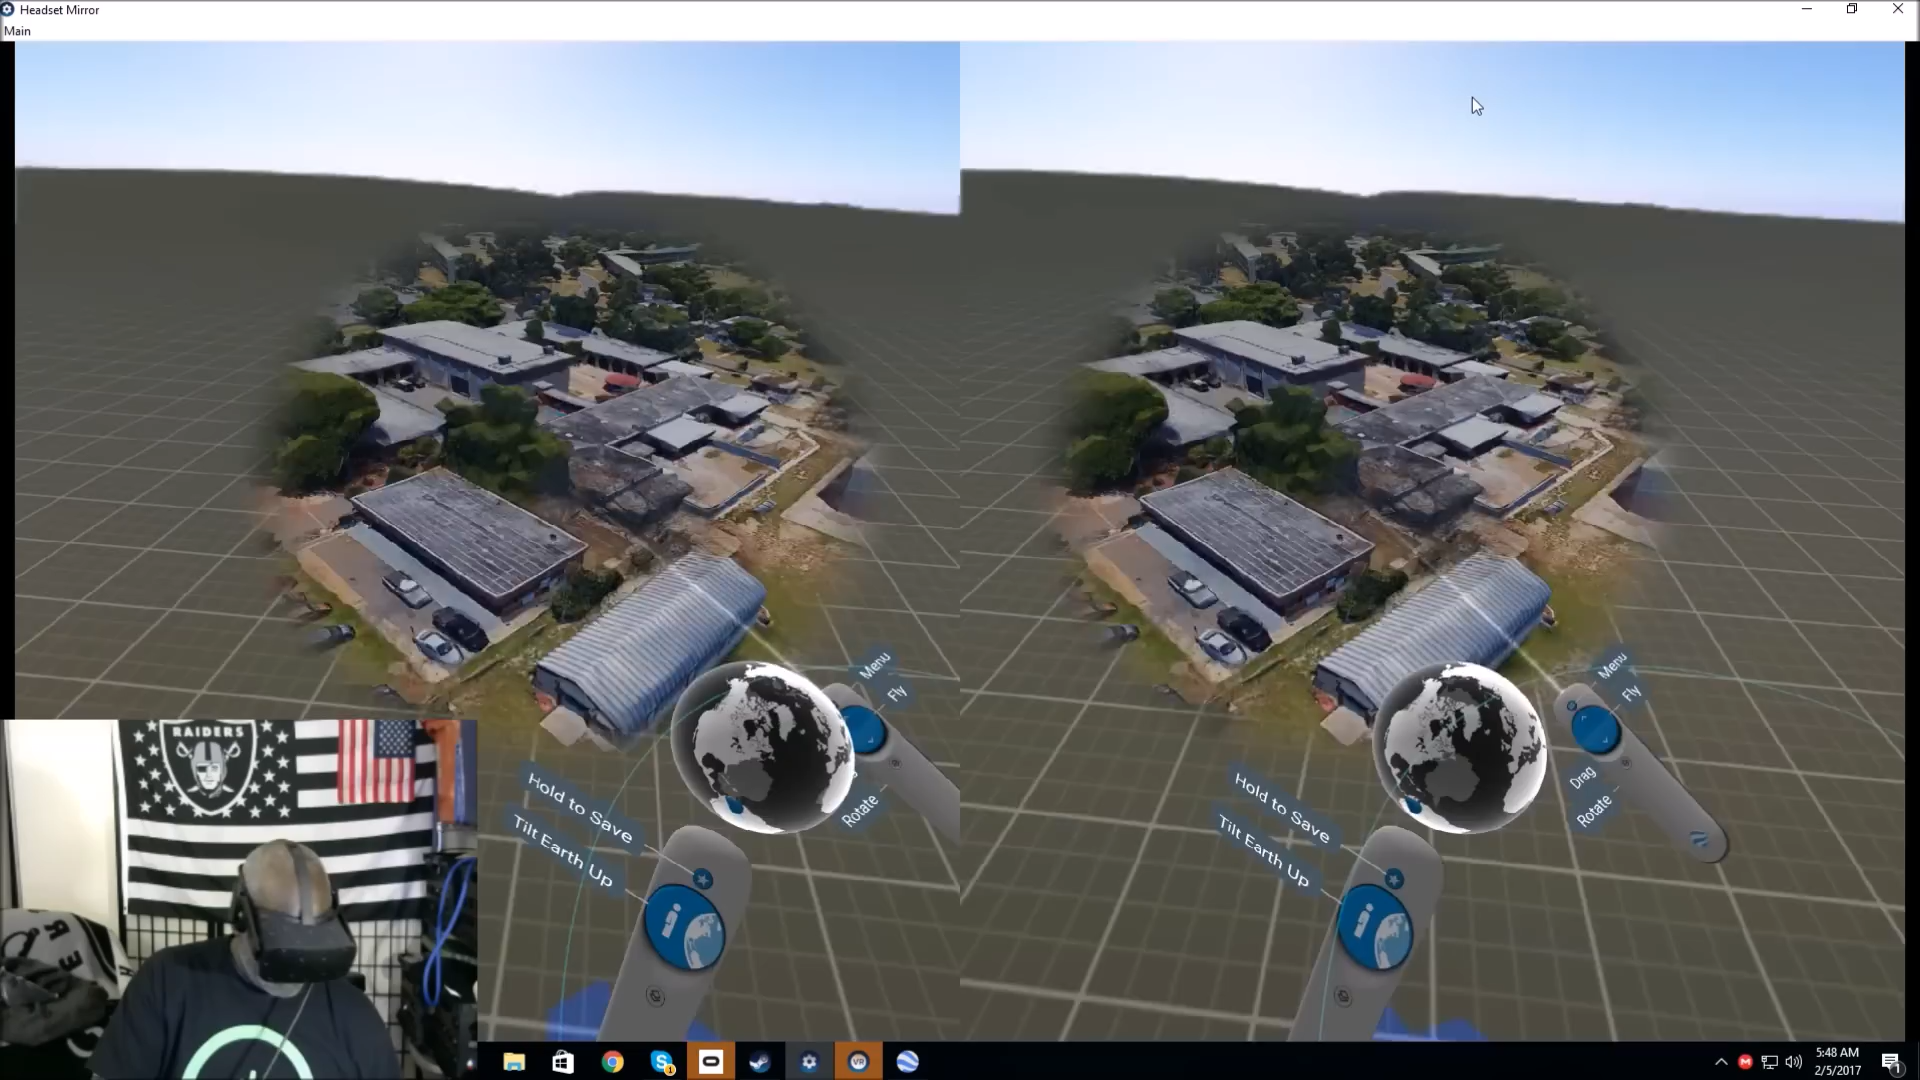 Headset Mirror
Main
Menu
Fly
Rotate
Hold to Save
Tilt Earth Up
Menu
Fly
Drag
Rotate
Hold to Save
Tilt Earth Up
RAIDERS
VR
5:48 AM
2/5/2017